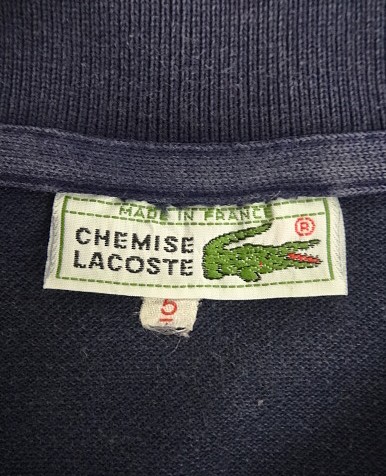 MADE IN FRANCE
CHEMISE
LACOSTE
®
5